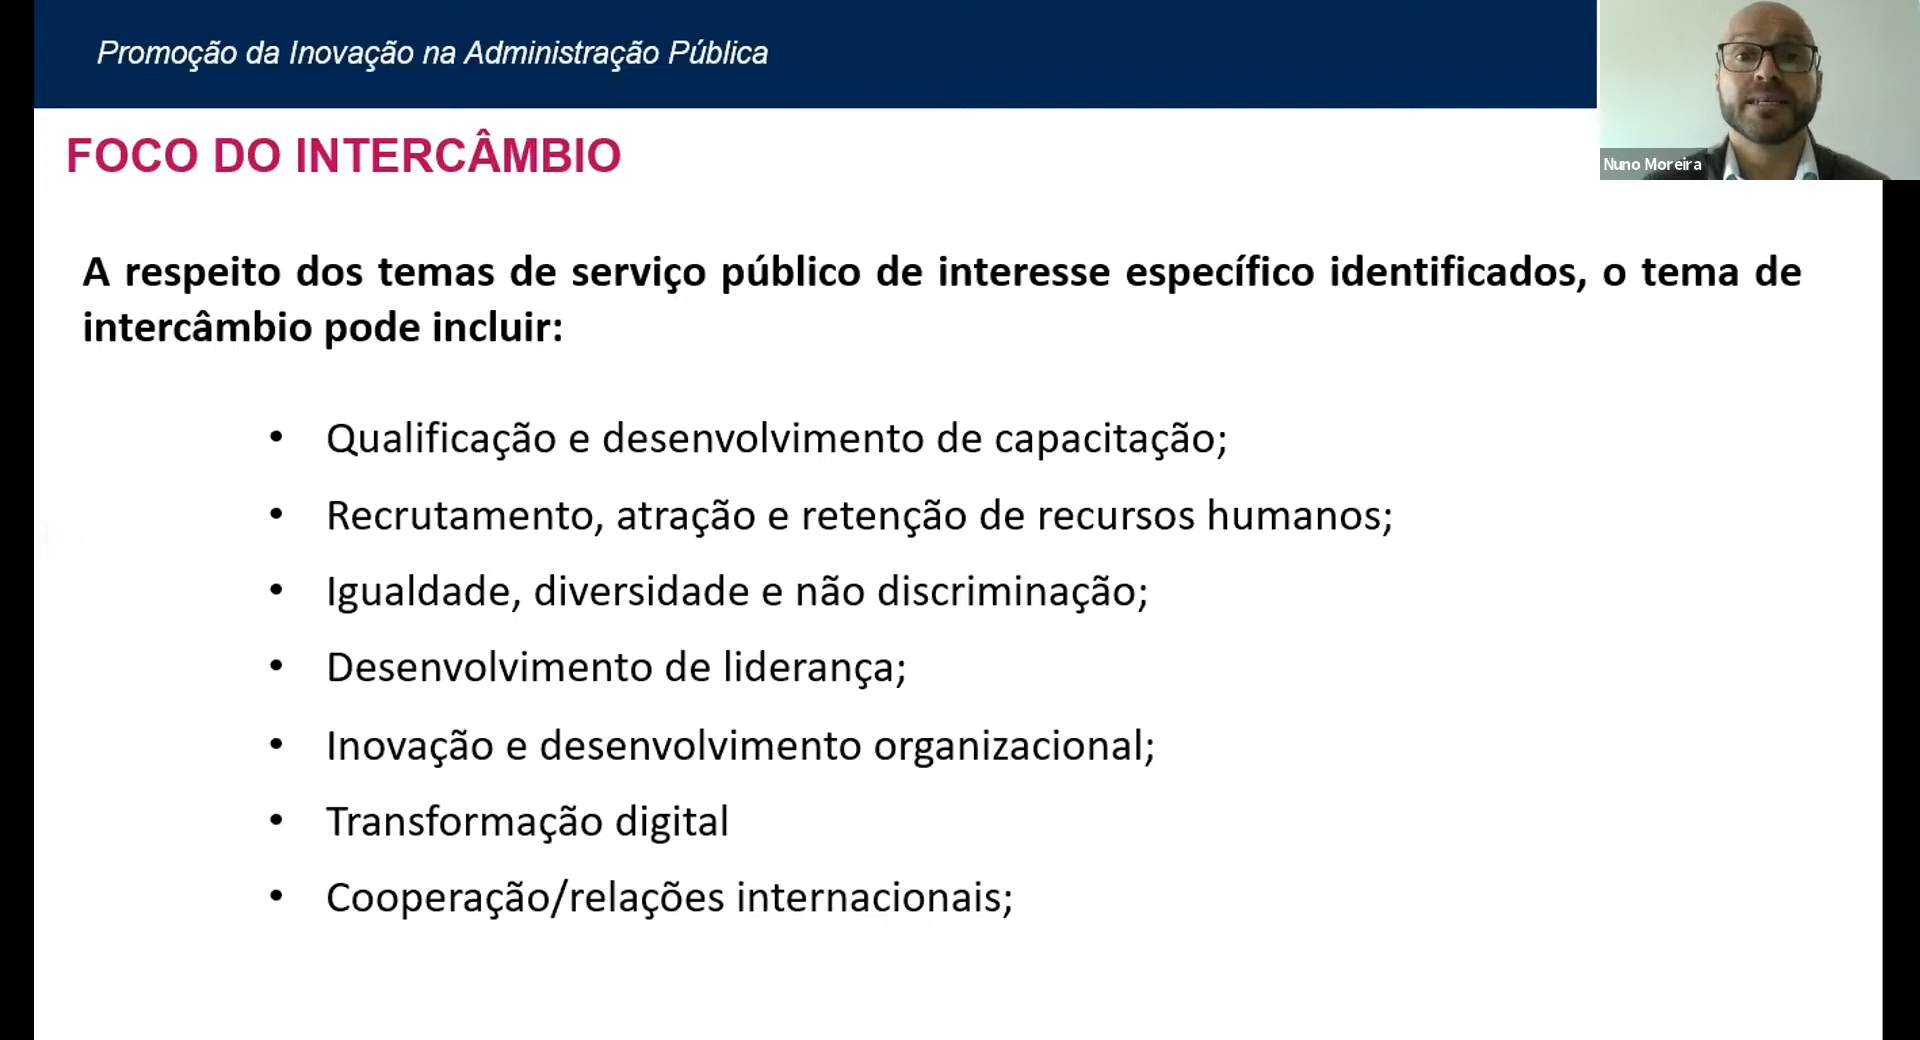 Promoção da Inovação na Administração Pública
Nuno Moreira
FOCO DO INTERCÂMBIO
A respeito dos temas de serviço público de interesse específico identificados, o tema de
intercâmbio pode incluir:
• Qualificação e desenvolvimento de capacitação;
• Recrutamento, atração e retenção de recursos humanos;
• Igualdade, diversidade e não discriminação;
• Desenvolvimento de liderança;
• Inovação e desenvolvimento organizacional;
• Transformação digital
• Cooperação/relações internacionais;